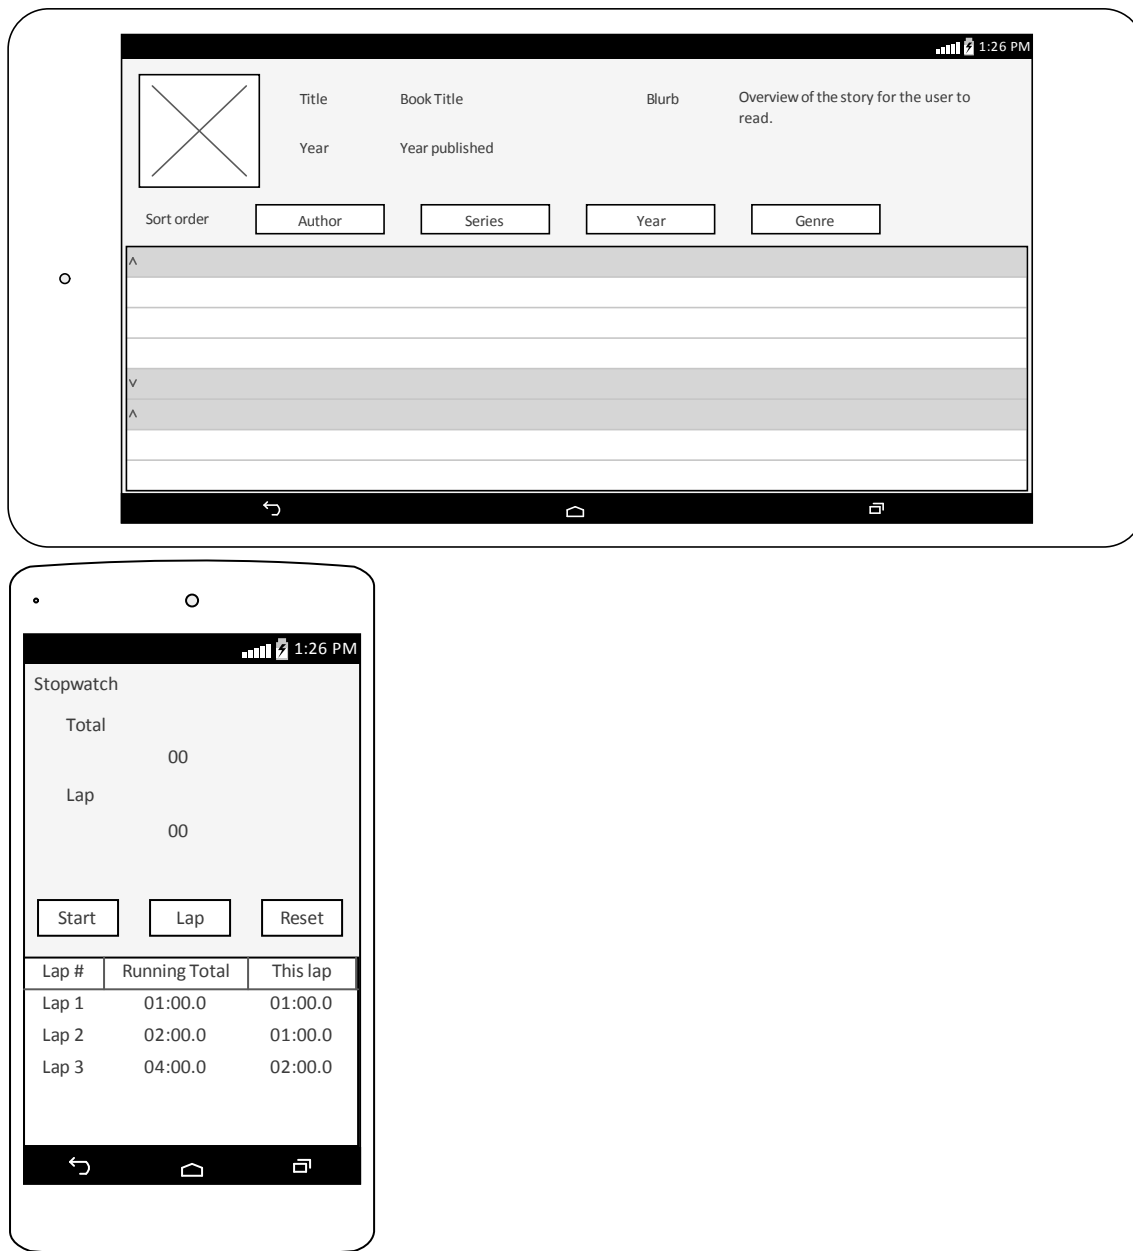 1:26 PM
Title Book Title Blurb Overview of the story for the user to
read.
Year Year published
Sort order Author Series Year Genre
1:26 PM
Stopwatch
Total
00
Lap
00
Start Lap Reset
Lap # Running Total This lap
Lap 1 01:00.0 01:00.0
Lap 2 02:00.0 01:00.0
Lap 3 04:00.0 02:00.0